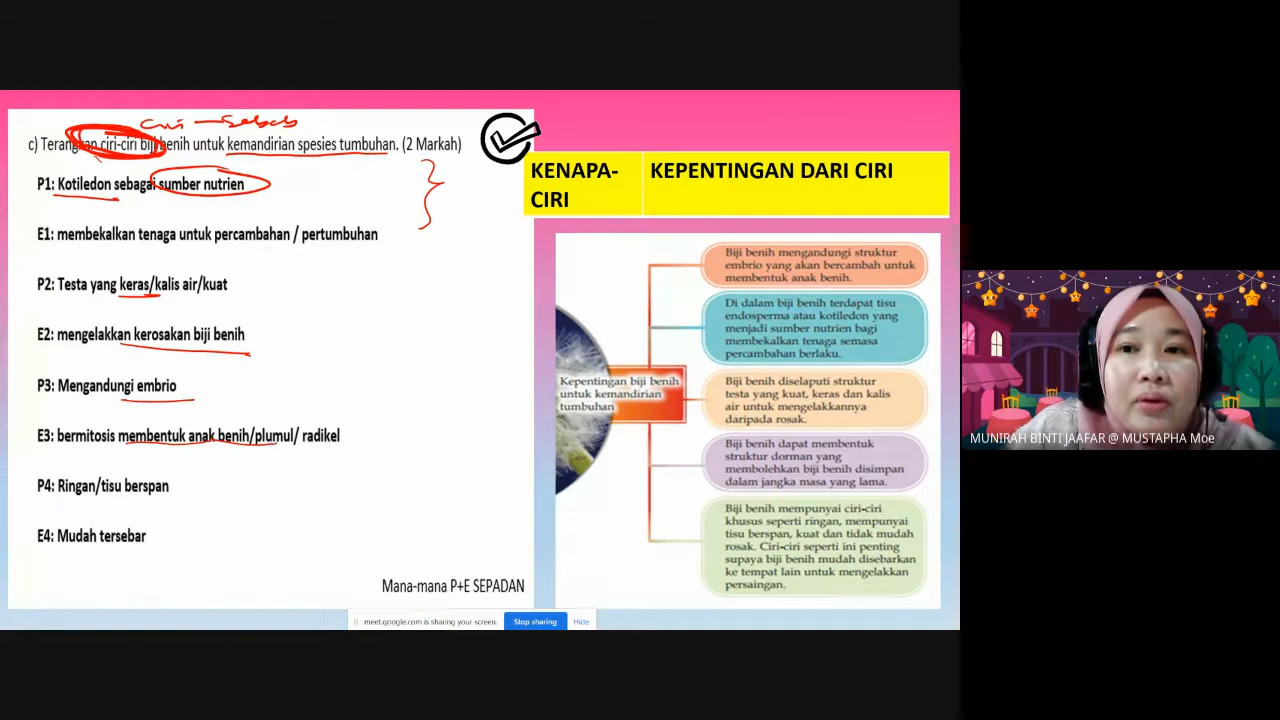 Ciri - Sebab
c) Terangkan ciri-ciri biji benih untuk kemandirian spesies tumbuhan. (2 Markah)
P1: Kotiledon sebagai sumber nutrien
E1: membekalkan tenaga untuk percambahan / pertumbuhan
P2: Testa yang keras/kalis air/kuat
E2: mengelakkan kerosakan biji benih
P3: Mengandungi embrio
E3: bermitosis membentuk anak benih/plumul/ radikel
P4: Ringan/tisu berspan
E4: Mudah tersebar
Mana-mana P+E SEPADAN
KENAPA-
CIRI
KEPENTINGAN DARI CIRI
Kepentingan biji benih
untuk kemandirian
tumbuhan
Biji benih mengandungi struktur
embrio yang akan bercambah untuk
membentuk anak benih.
Di dalam biji benih terdapat tisu
endosperma atau kotiledon yang
menjadi sumber nutrien bagi
membekalkan tenaga semasa
percambahan berlaku.
Biji benih diselaputi struktur
testa yang kuat, keras dan kalis
air untuk mengelakkannya
daripada rosak.
Biji benih dapat membentuk
struktur dorman yang
membolehkan biji benih disimpan
dalam jangka masa yang lama.
Biji benih mempunyai ciri-ciri
khusus seperti ringan, mempunyai
tisu berspan, kuat dan tidak mudah
rosak. Ciri-ciri seperti ini penting
supaya biji benih mudah disebarkan
ke tempat lain untuk mengelakkan
persaingan.
MUNIRAH BINTI JAAFAR @ MUSTAPHA Moe
meet.google.com is sharing your screen.
Stop sharing
Hide